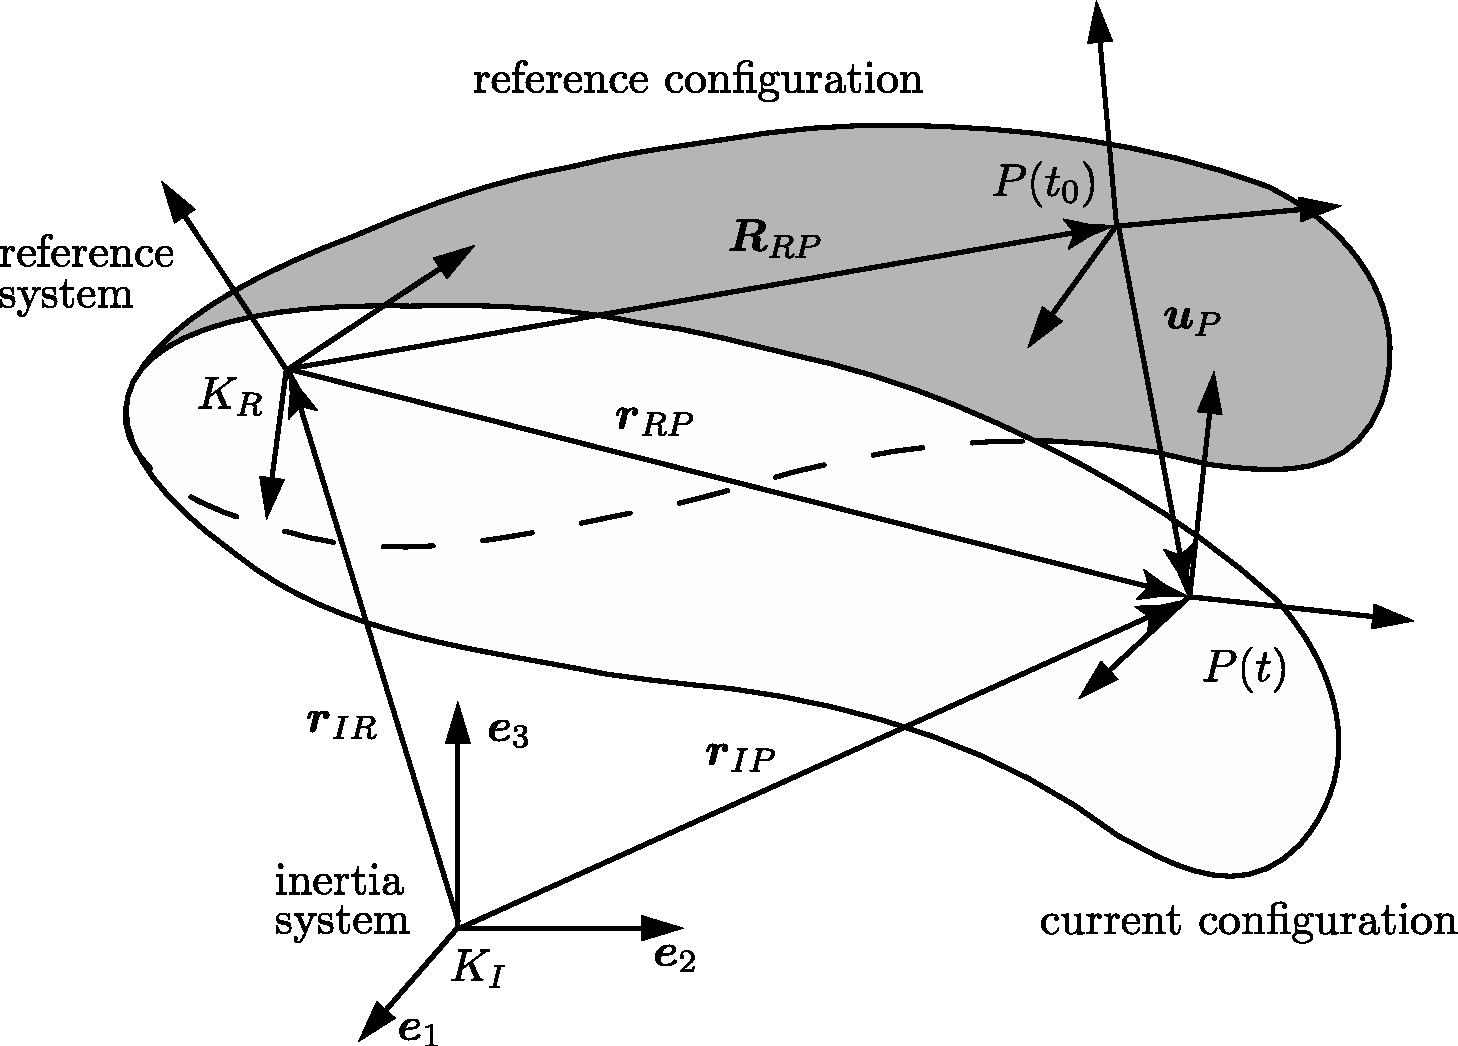 reference configuration
P(t₀)
reference
system
R_RP
u_P
K_R
r_RP
P(t)
r_IR
e₃
r_IP
inertia
system
current configuration
e₂
K_I
e₁